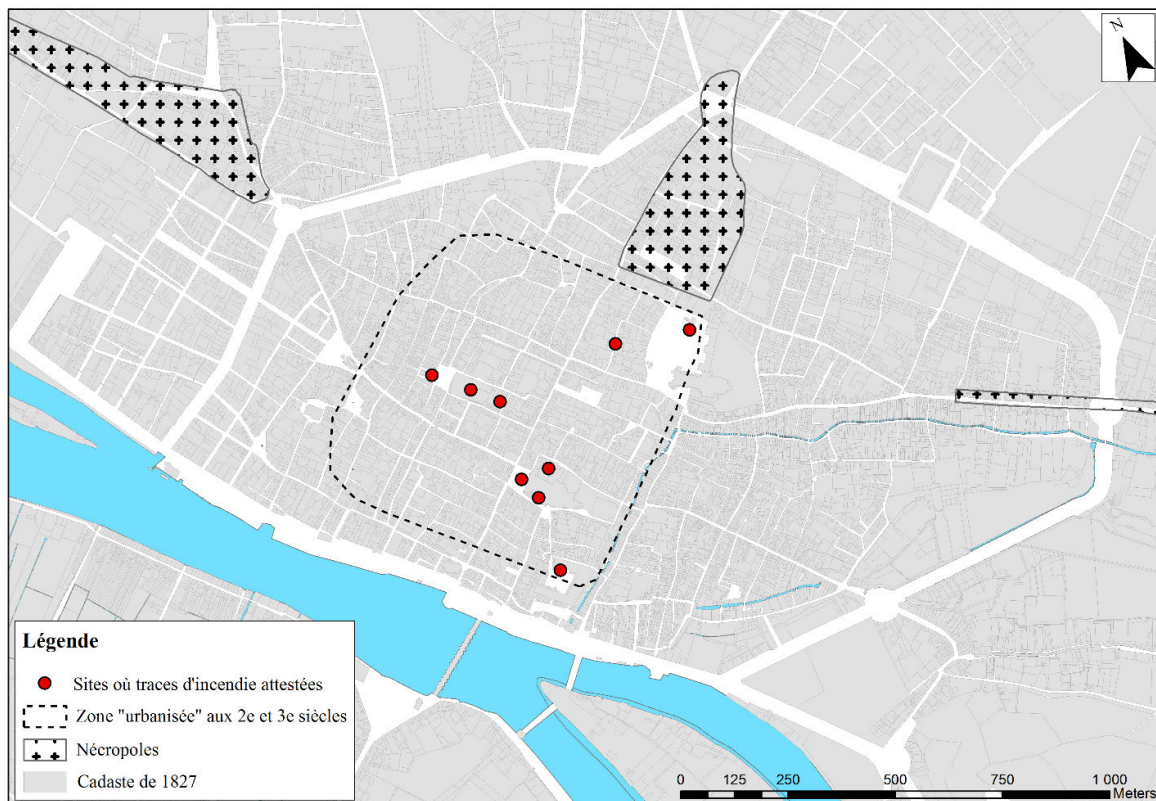 N
Légende
Sites où traces d'incendie attestées
Zone "urbanisée" aux 2e et 3e siècles
Nécropoles
Cadaste de 1827
0 125 250 500 750 1 000
Meters